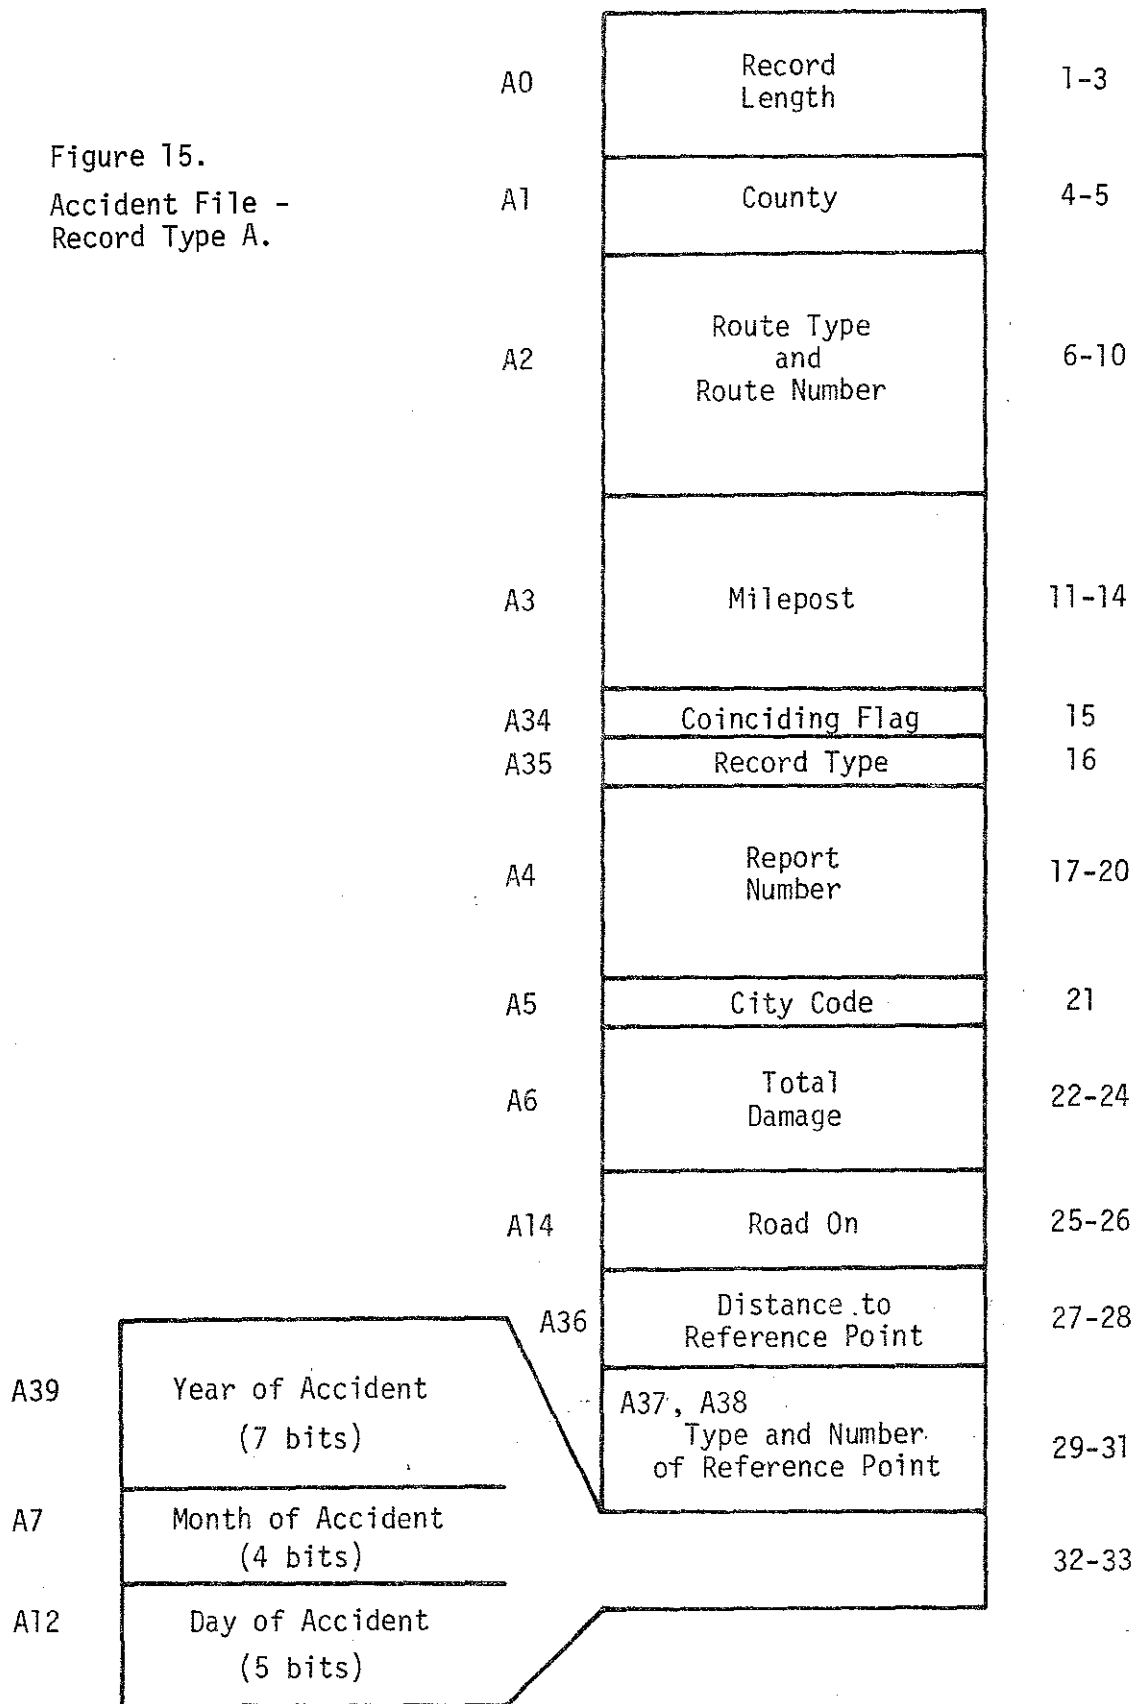 A0
Record
Length
1-3
Figure 15.
Accident File -
Record Type A.
A1
County
4-5
A2
Route Type
and
Route Number
6-10
A3
Milepost
11-14
A34
Coinciding Flag
15
A35
Record Type
16
A4
Report
Number
17-20
A5
City Code
21
A6
Total
Damage
22-24
A14
Road On
25-26
A36
Distance to
Reference Point
27-28
A37, A38
Type and Number
of Reference Point
29-31
A39
Year of Accident
(7 bits)
A7
Month of Accident
(4 bits)
32-33
A12
Day of Accident
(5 bits)